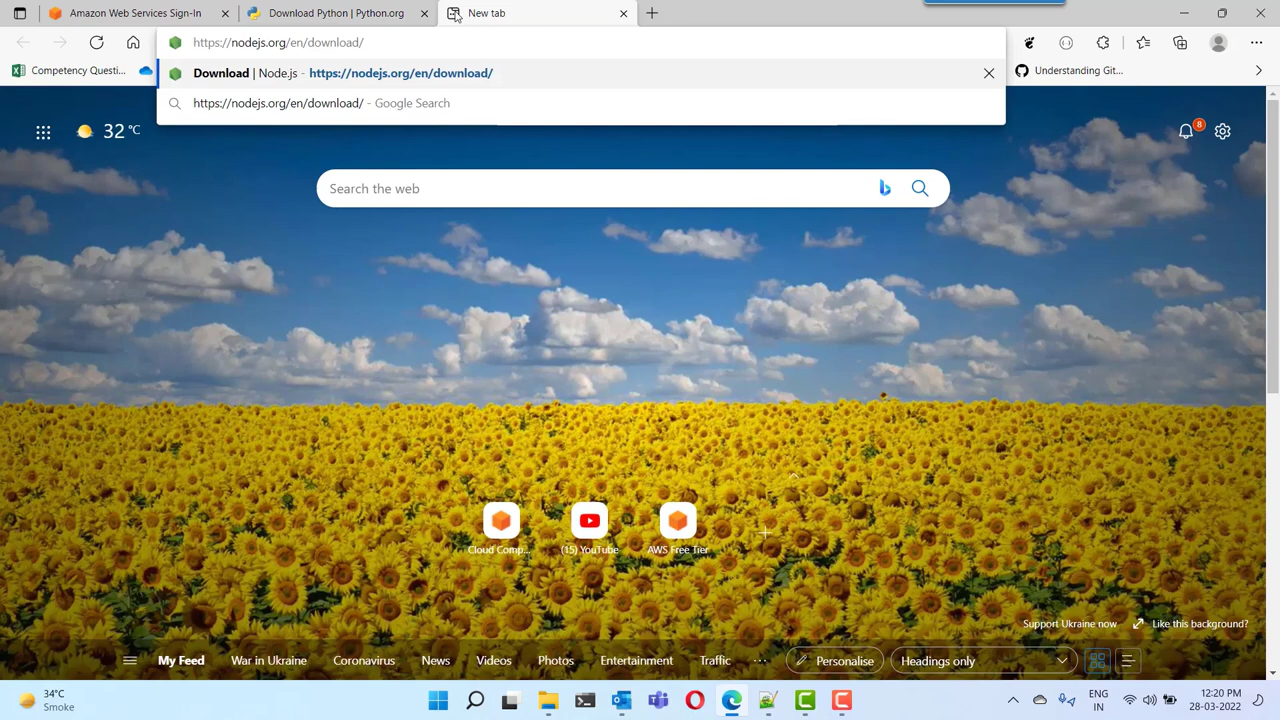 Amazon Web Services Sign-In
Download Python | Python.org
New tab
https://nodejs.org/en/download/
Download | Node.js - https://nodejs.org/en/download/
https://nodejs.org/en/download/ - Google Search
Competency Questi...
Understanding Git...
32 °C
8
Search the web
Cloud Comp...
(15) YouTube
AWS Free Tier
Support Ukraine now
Like this background?
My Feed
War in Ukraine
Coronavirus
News
Videos
Photos
Entertainment
Traffic
...
Personalise
Headings only
34°C
Smoke
ENG
IN
12:20 PM
28-03-2022